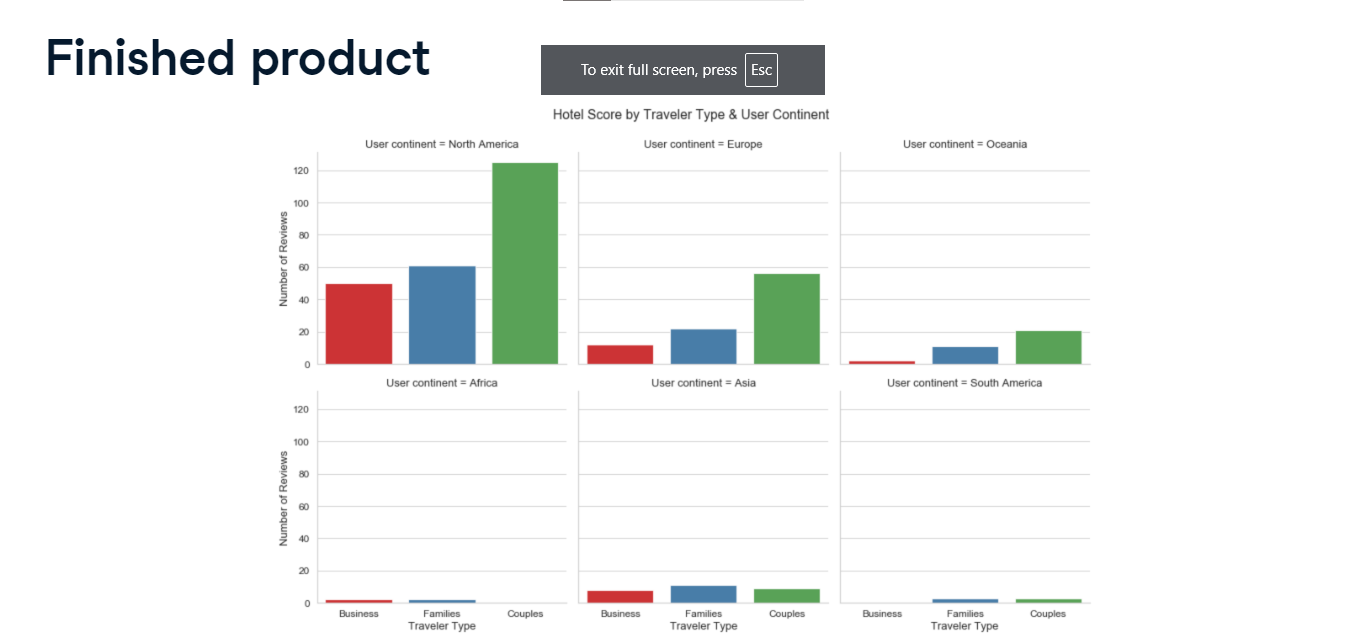 Finished product
To exit full screen, press Esc
Hotel Score by Traveler Type & User Continent
User continent = North America
User continent = Europe
User continent = Oceania
120
100
80
60
40
20
0
Number of Reviews
User continent = Africa
User continent = Asia
User continent = South America
120
100
80
60
40
20
0
Number of Reviews
Business Families Couples
Business Families Couples
Business Families Couples
Traveler Type
Traveler Type
Traveler Type